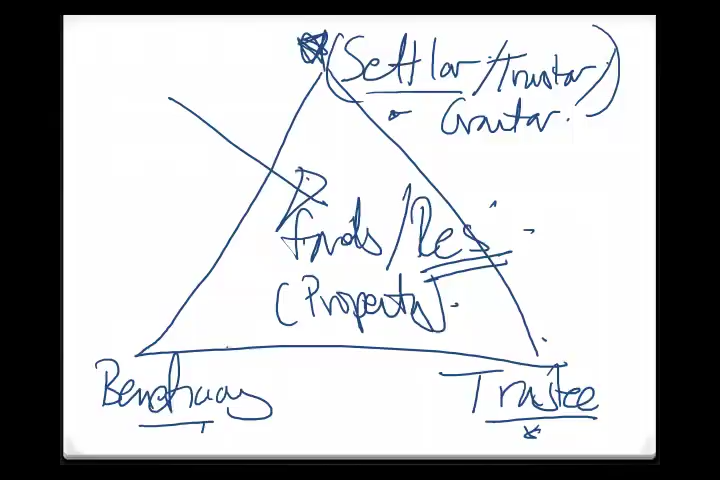 (Settlor/Trustor/)
Grantor.
Funds/Res
(Property).
Beneficiary
Trustee